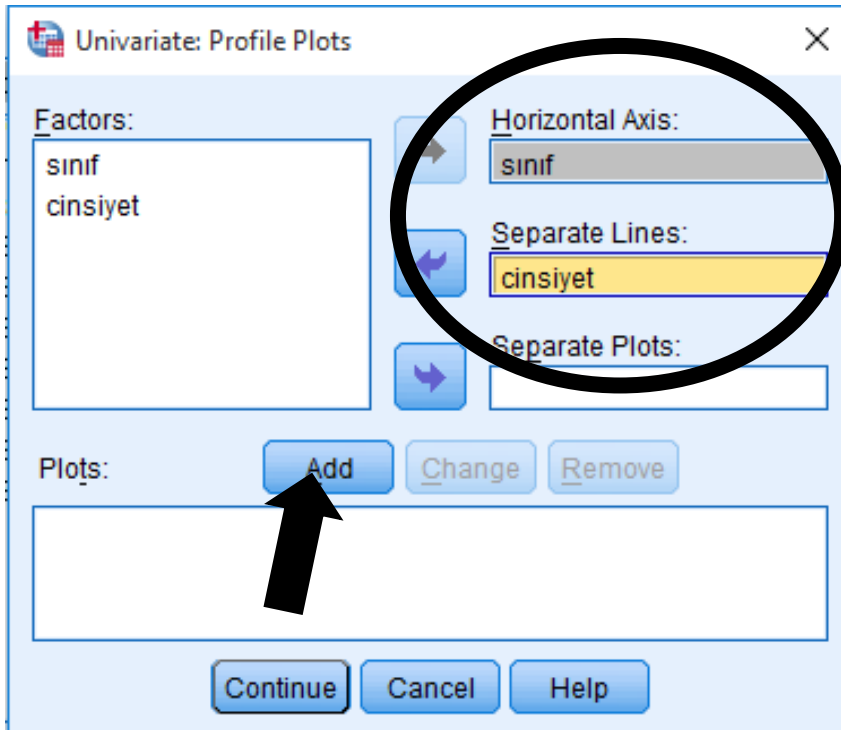 Univariate: Profile Plots
Factors:
sınıf
cinsiyet
Horizontal Axis:
sınıf
Separate Lines:
cinsiyet
Separate Plots:
Plots:
Add
Change
Remove
Continue
Cancel
Help